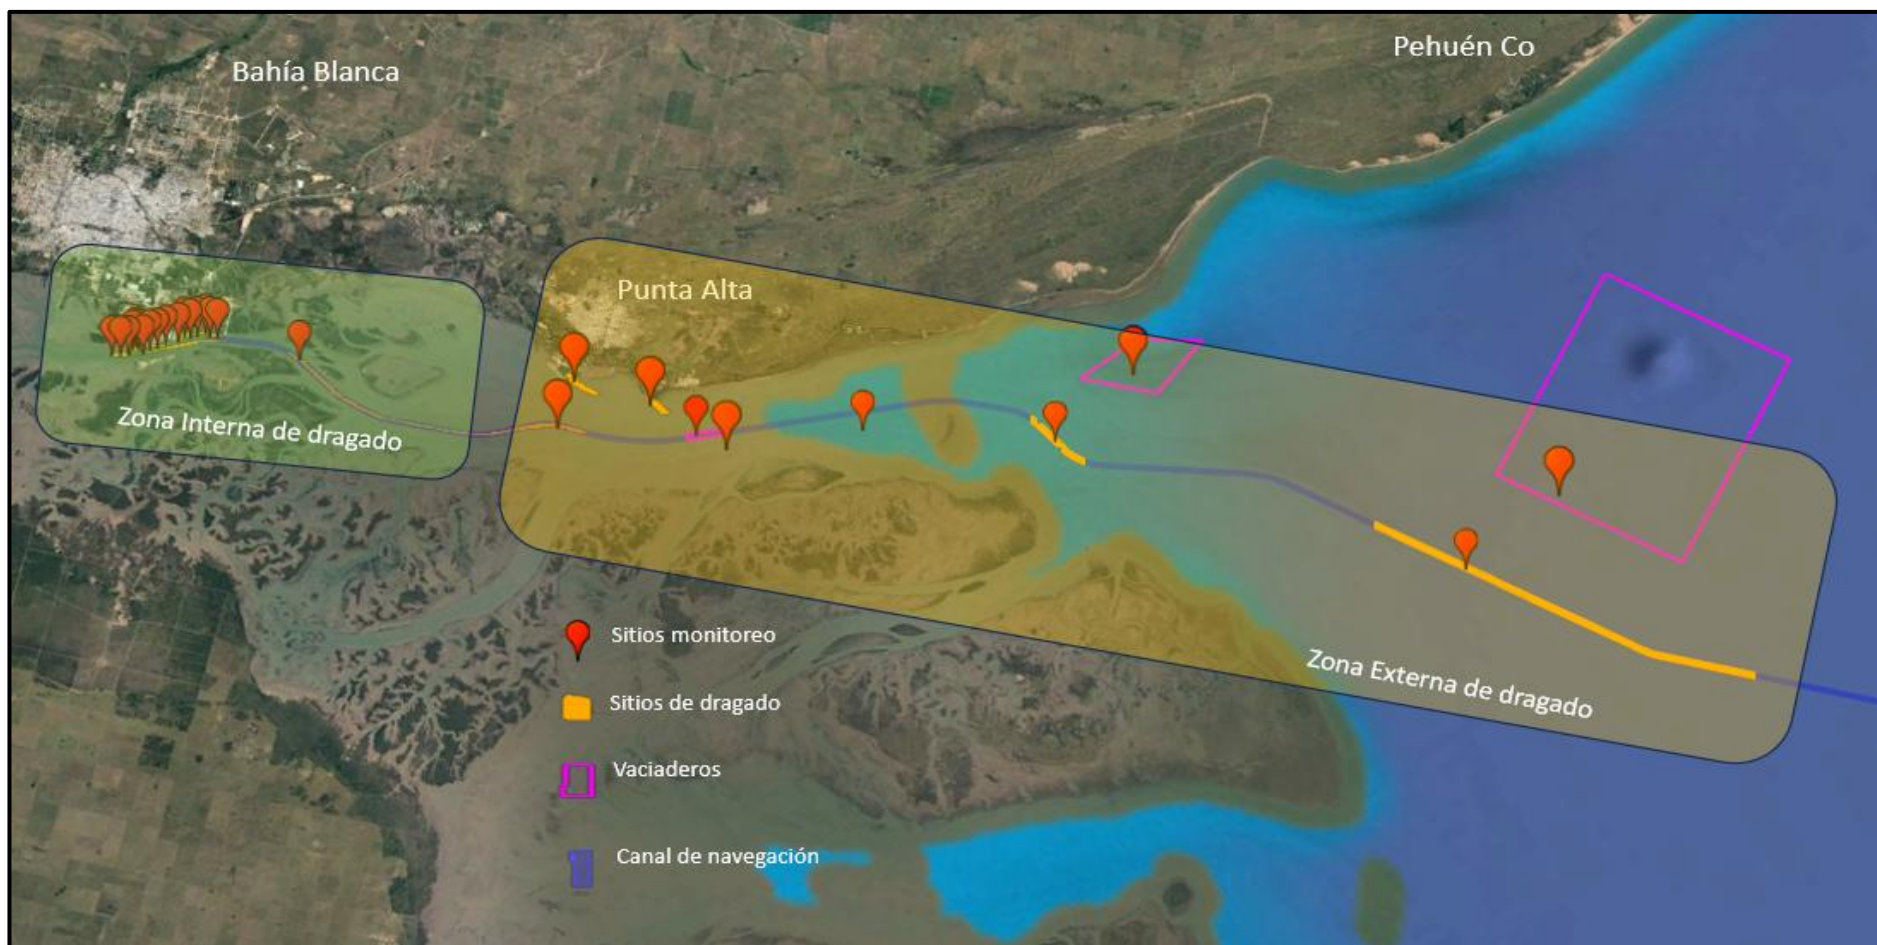 Pehuén Co
Bahía Blanca
Punta Alta
Zona Interna de dragado
Zona Externa de dragado
Sitios monitoreo
Sitios de dragado
Vaciaderos
Canal de navegación